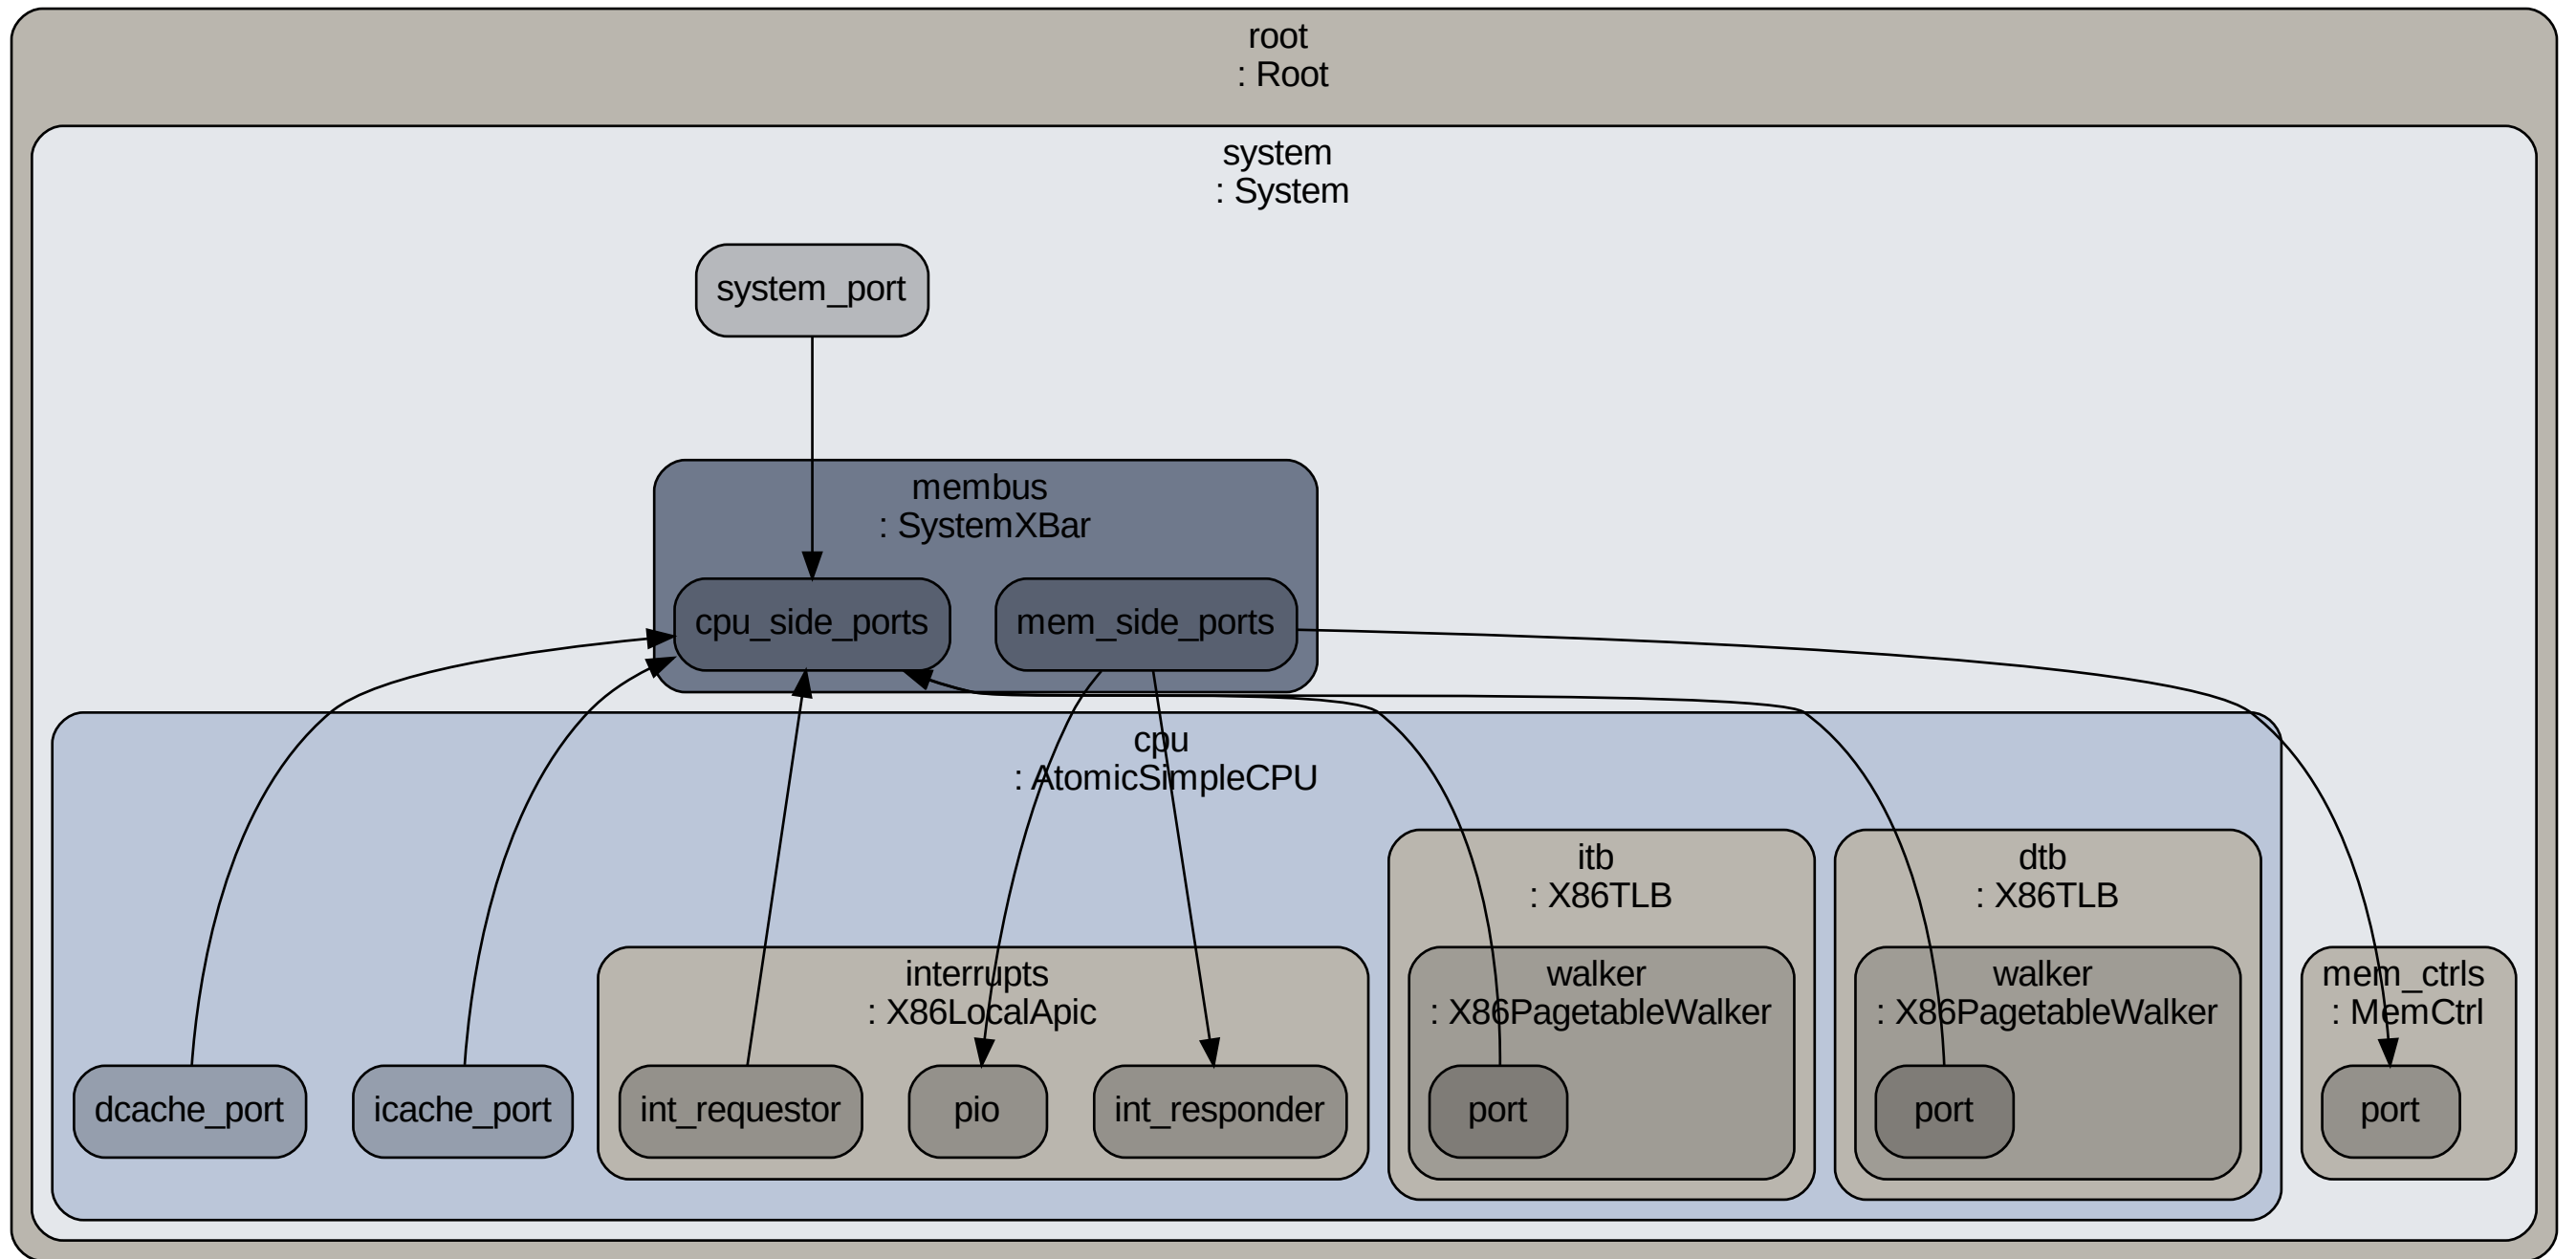 root
: Root
system
: System
system_port
membus
: SystemXBar
cpu_side_ports
mem_side_ports
cpu
: AtomicSimpleCPU
itb
: X86TLB
dtb
: X86TLB
interrupts
: X86LocalApic
walker
: X86PagetableWalker
walker
: X86PagetableWalker
mem_ctrls
: MemCtrl
dcache_port
icache_port
int_requestor
pio
int_responder
port
port
port